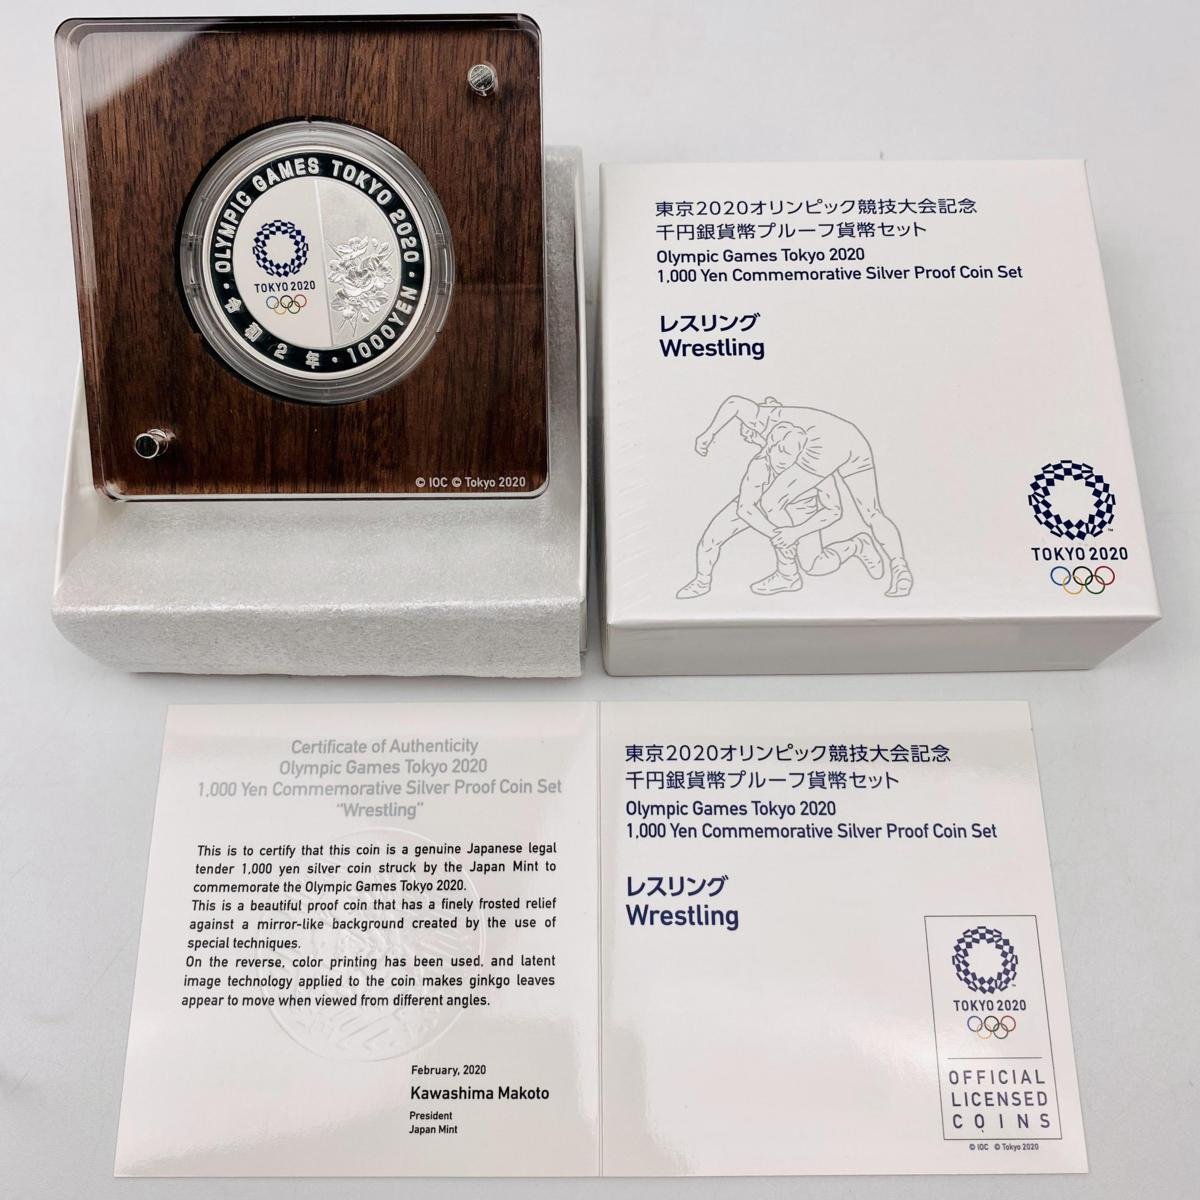 OLYMPIC GAMES TOKYO 2020
TOKYO 2020
令和2年・1000YEN
© IOC © Tokyo 2020
東京2020オリンピック競技大会記念
千円銀貨幣プルーフ貨幣セット
Olympic Games Tokyo 2020
1,000 Yen Commemorative Silver Proof Coin Set
レスリング
Wrestling
TOKYO 2020
Certificate of Authenticity
Olympic Games Tokyo 2020
1,000 Yen Commemorative Silver Proof Coin Set
“Wrestling”
This is to certify that this coin is a genuine Japanese legal
tender 1,000 yen silver coin struck by the Japan Mint to
commemorate the Olympic Games Tokyo 2020.
This is a beautiful proof coin that has a finely frosted relief
against a mirror-like background created by the use of
special techniques.
On the reverse, color printing has been used, and latent
image technology applied to the coin makes ginkgo leaves
appear to move when viewed from different angles.
February, 2020
Kawashima Makoto
President
Japan Mint
東京2020オリンピック競技大会記念
千円銀貨幣プルーフ貨幣セット
Olympic Games Tokyo 2020
1,000 Yen Commemorative Silver Proof Coin Set
レスリング
Wrestling
TOKYO 2020
OFFICIAL
LICENSED
COINS
© IOC © Tokyo 2020